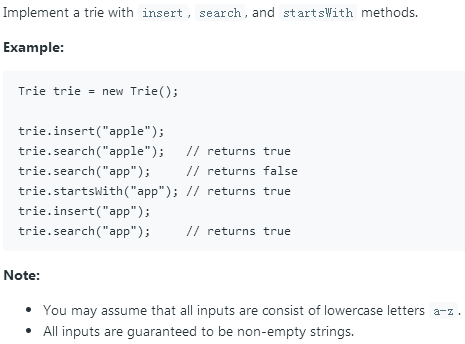 Implement a trie with insert, search, and startsWith methods.
Example:
Trie trie = new Trie();
trie.insert("apple");
trie.search("apple");   // returns true
trie.search("app");     // returns false
trie.startsWith("app"); // returns true
trie.insert("app");
trie.search("app");     // returns true
Note:
• You may assume that all inputs are consist of lowercase letters a-z.
• All inputs are guaranteed to be non-empty strings.